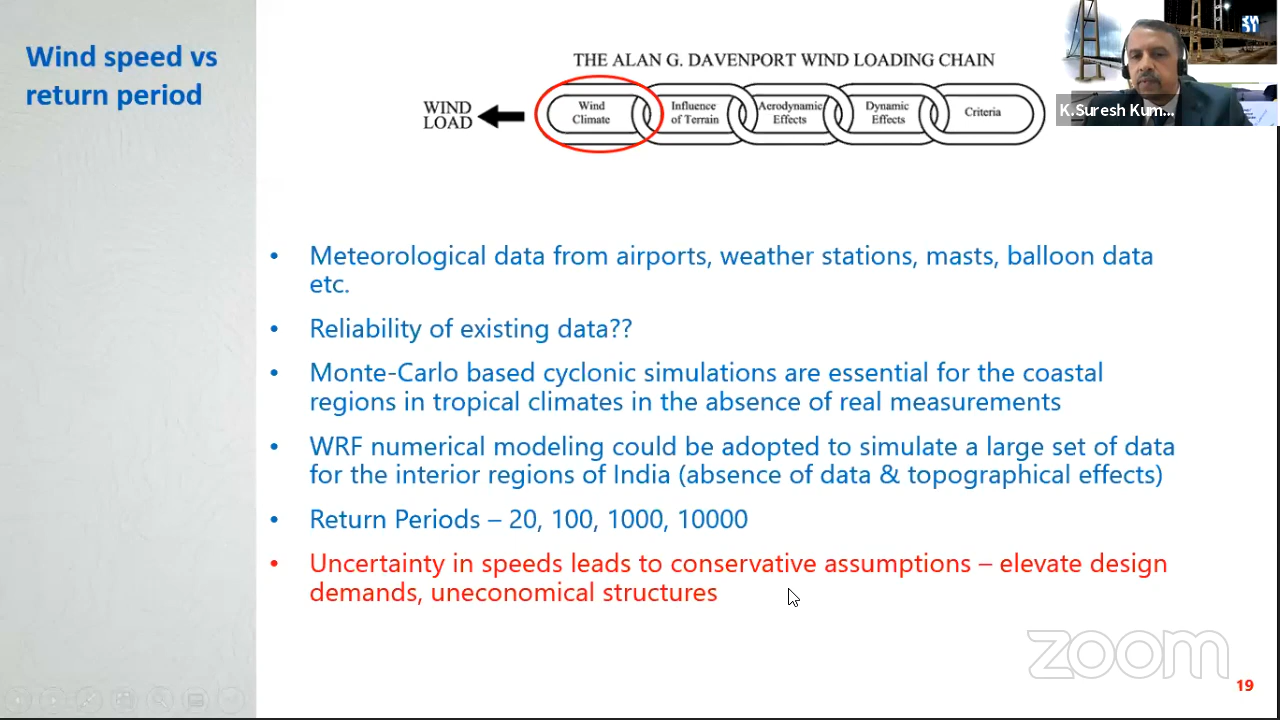 Wind speed vs
return period
THE ALAN G. DAVENPORT WIND LOADING CHAIN
WIND
LOAD
Wind
Climate
Influence
of Terrain
Aerodynamic
Effects
Dynamic
Effects
Criteria
K.Suresh Kum...
• Meteorological data from airports, weather stations, masts, balloon data
etc.
• Reliability of existing data??
• Monte-Carlo based cyclonic simulations are essential for the coastal
regions in tropical climates in the absence of real measurements
• WRF numerical modeling could be adopted to simulate a large set of data
for the interior regions of India (absence of data & topographical effects)
• Return Periods – 20, 100, 1000, 10000
• Uncertainty in speeds leads to conservative assumptions – elevate design
demands, uneconomical structures
zoom
19